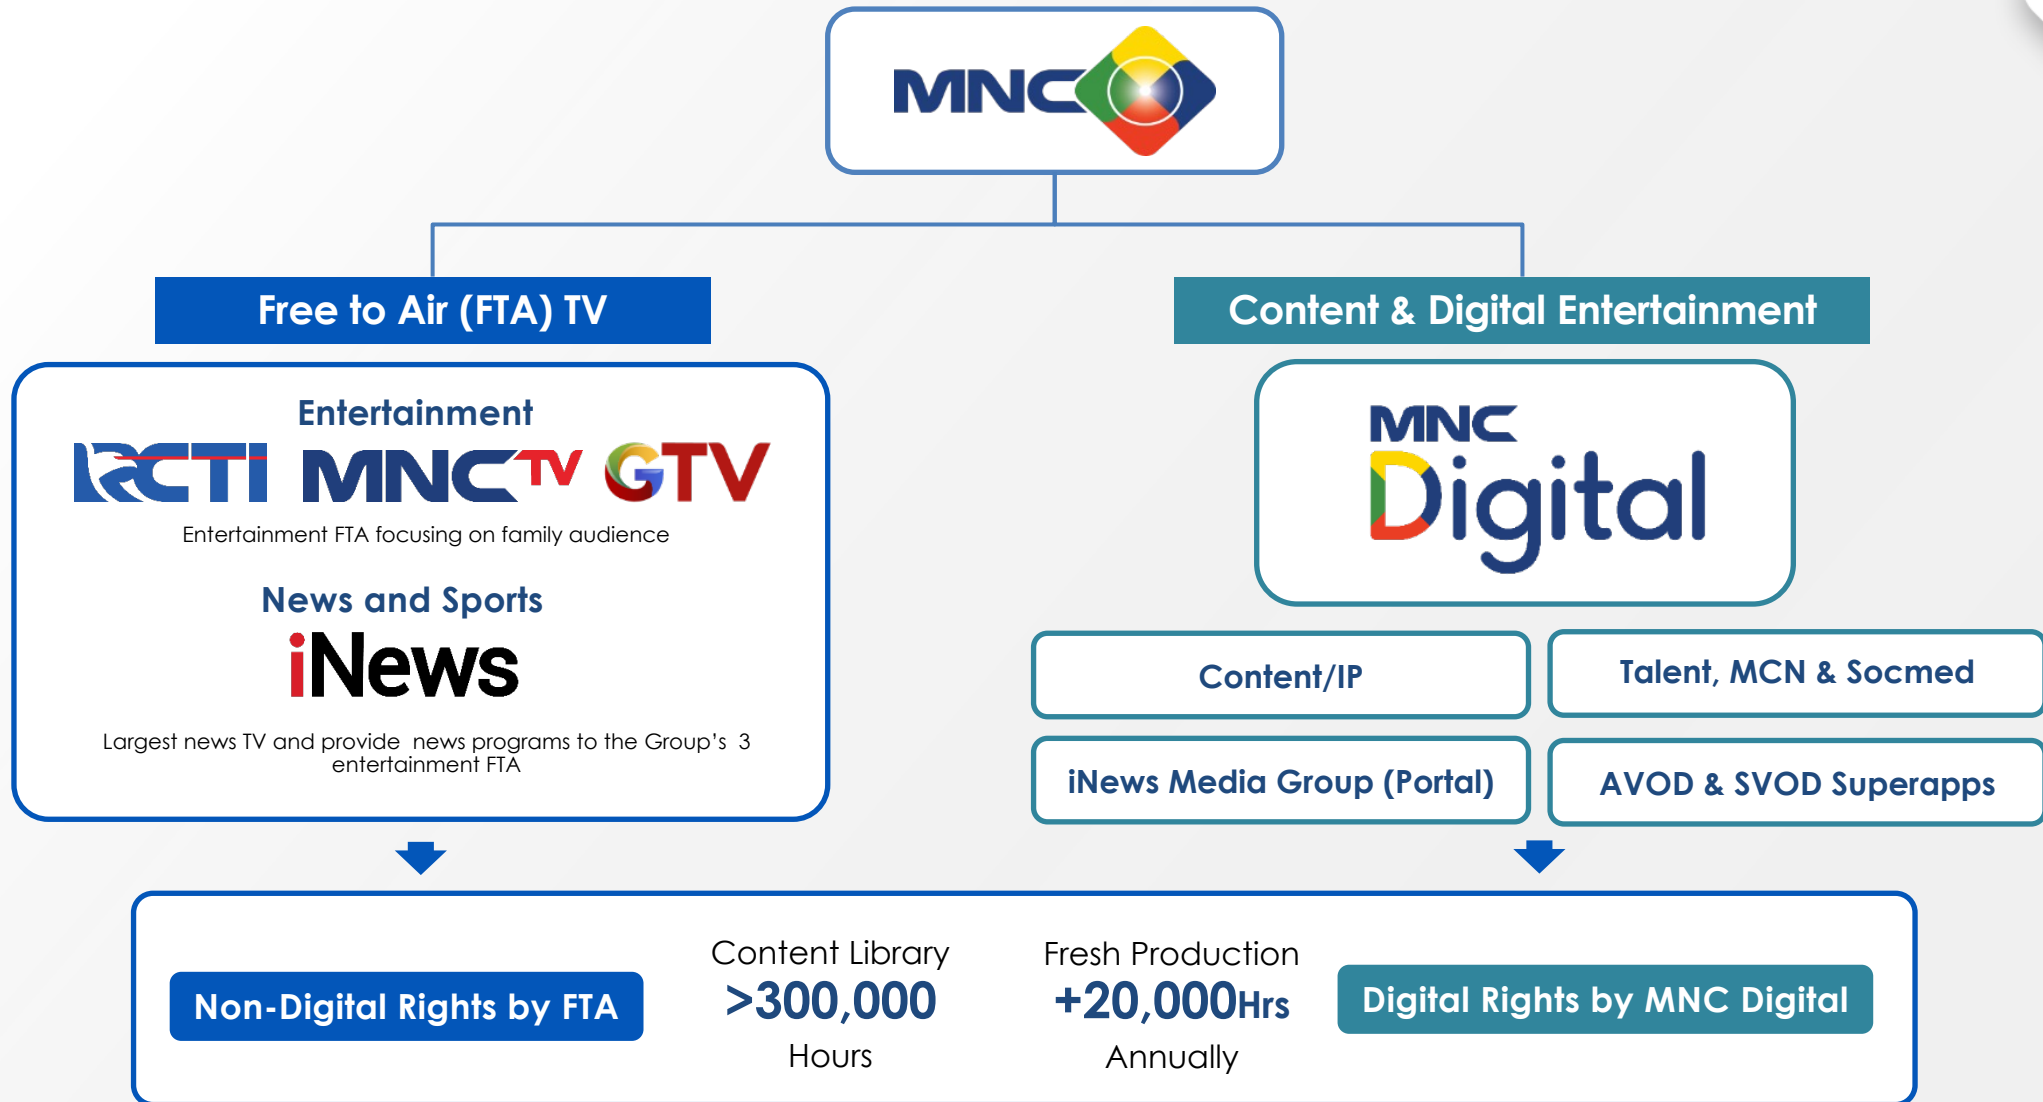 MNC
Free to Air (FTA) TV
Entertainment
RCTI MNCTV GTV
Entertainment FTA focusing on family audience
News and Sports
iNews
Largest news TV and provide news programs to the Group's 3
entertainment FTA
Content & Digital Entertainment
MNC
Digital
Content/IP
Talent, MCN & Socmed
iNews Media Group (Portal)
AVOD & SVOD Superapps
Non-Digital Rights by FTA
Content Library
>300,000
Hours
Fresh Production
+20,000Hrs
Annually
Digital Rights by MNC Digital